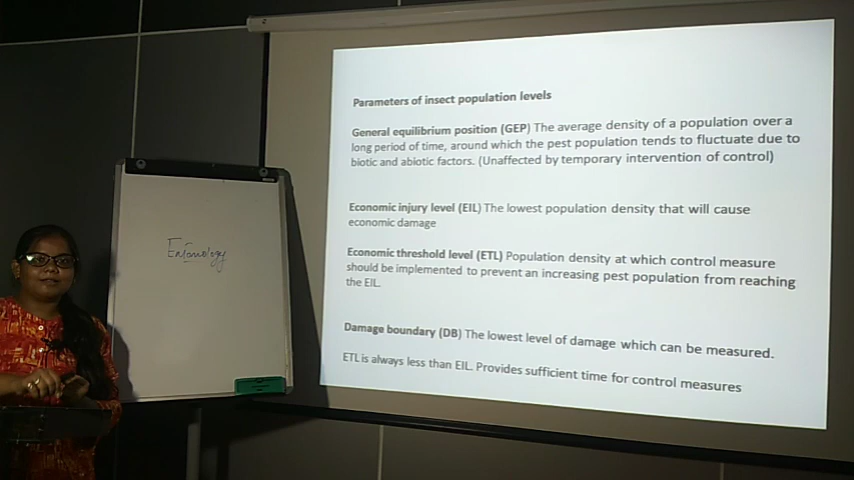 Entomology
Parameters of insect population levels
General equilibrium position (GEP) The average density of a population over a
long period of time, around which the pest population tends to fluctuate due to
biotic and abiotic factors. (Unaffected by temporary intervention of control)
Economic injury level (EIL) The lowest population density that will cause
economic damage
Economic threshold level (ETL) Population density at which control measure
should be implemented to prevent an increasing pest population from reaching
the EIL.
Damage boundary (DB) The lowest level of damage which can be measured.
ETL is always less than EIL. Provides sufficient time for control measures